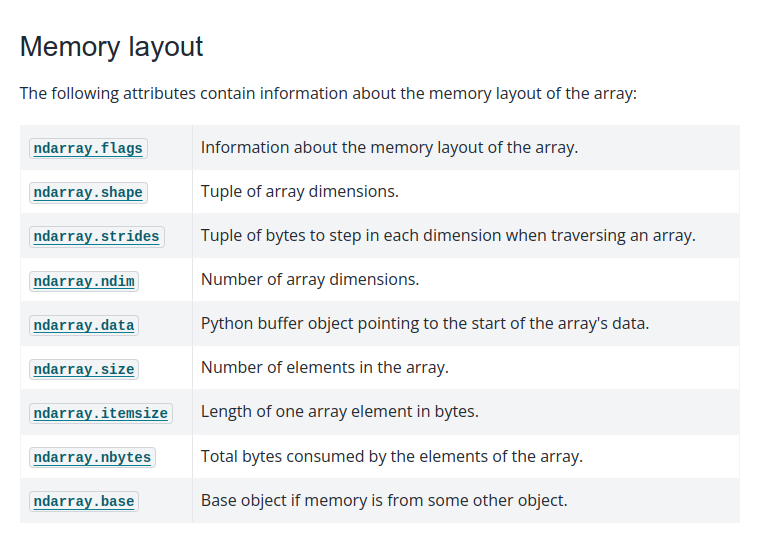 Memory layout
The following attributes contain information about the memory layout of the array:
ndarray.flags Information about the memory layout of the array.
ndarray.shape Tuple of array dimensions.
ndarray.strides Tuple of bytes to step in each dimension when traversing an array.
ndarray.ndim Number of array dimensions.
ndarray.data Python buffer object pointing to the start of the array's data.
ndarray.size Number of elements in the array.
ndarray.itemsize Length of one array element in bytes.
ndarray.nbytes Total bytes consumed by the elements of the array.
ndarray.base Base object if memory is from some other object.